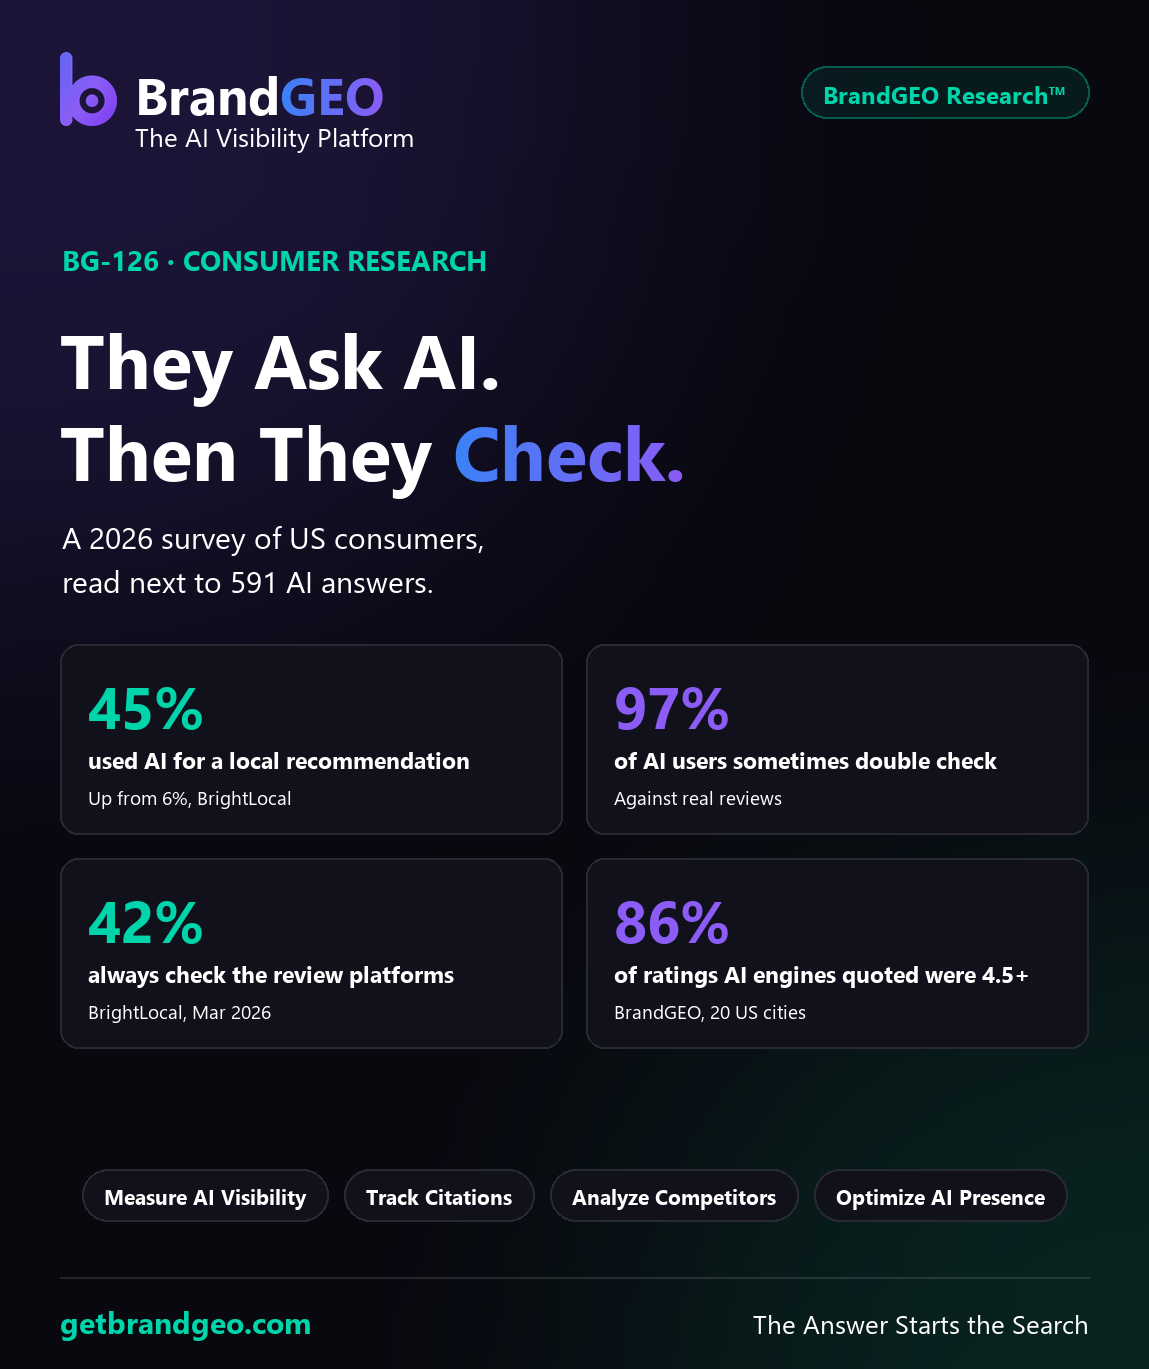 BrandGEO
The AI Visibility Platform
BrandGEO Research™
BG-126 · CONSUMER RESEARCH
They Ask AI.
Then They Check.
A 2026 survey of US consumers,
read next to 591 AI answers.
45%
used AI for a local recommendation
Up from 6%, BrightLocal
97%
of AI users sometimes double check
Against real reviews
42%
always check the review platforms
BrightLocal, Mar 2026
86%
of ratings AI engines quoted were 4.5+
BrandGEO, 20 US cities
Measure AI Visibility
Track Citations
Analyze Competitors
Optimize AI Presence
getbrandgeo.com
The Answer Starts the Search